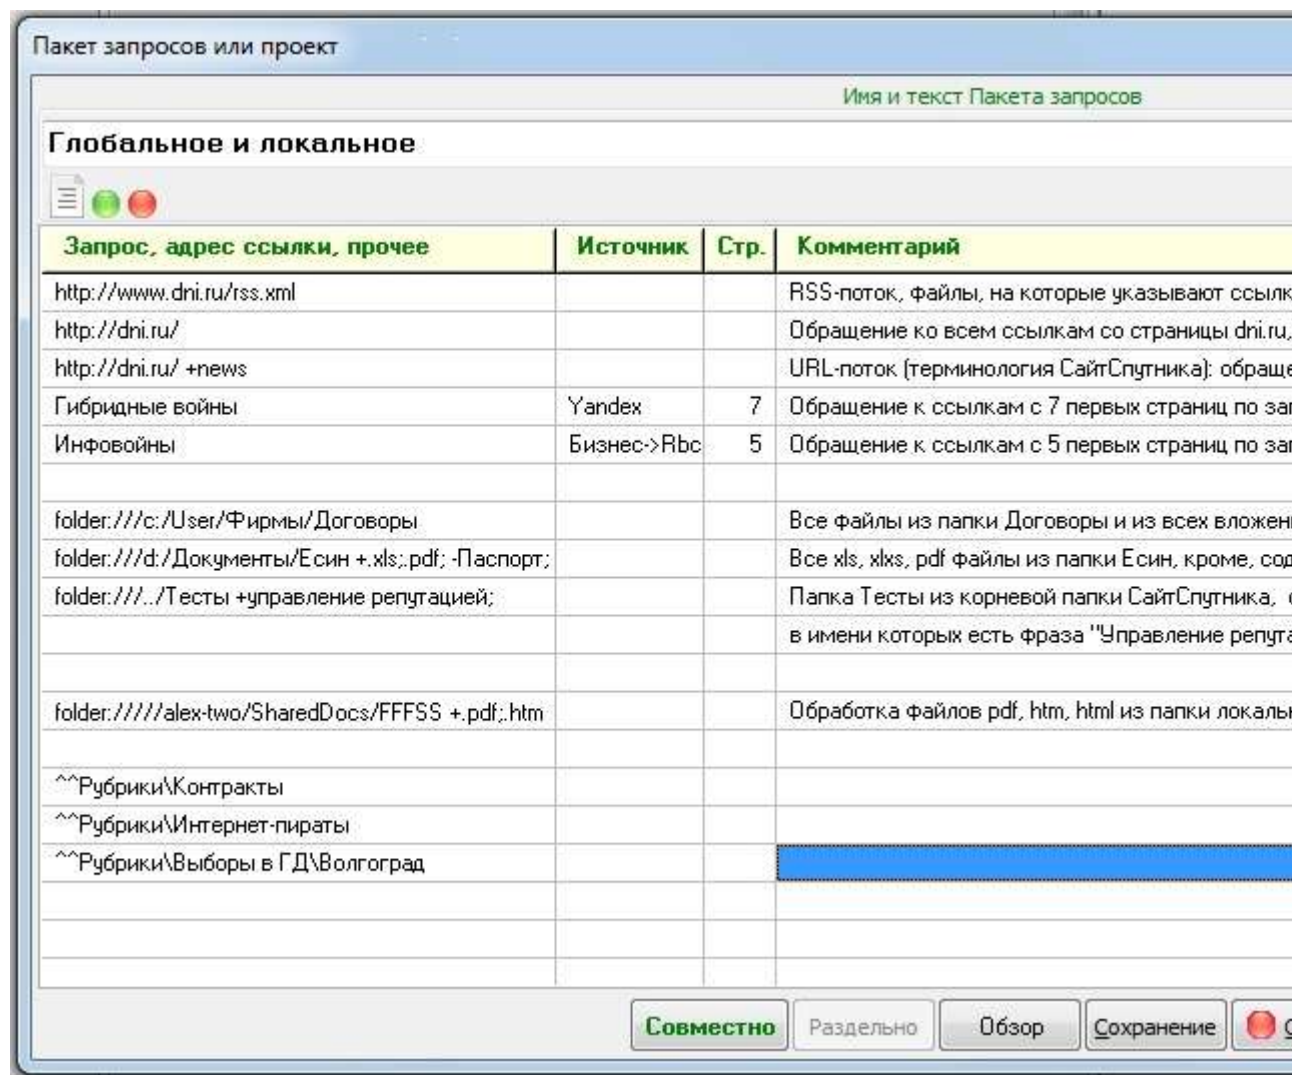 Пакет запросов или проект
Имя и текст Пакета запросов
Глобальное и локальное
Запрос, адрес ссылки, прочее Источник Стр. Комментарий
http://www.dni.ru/rss.xml RSS-поток, файлы, на которые указывают ссылк
http://dni.ru/ Обращение ко всем ссылкам со страницы dni.ru,
http://dni.ru/ +news URL-поток (терминология СайтСпутника): обраще
Гибридные войны Yandex 7 Обращение к ссылкам с 7 первых страниц по зап
Инфовойны Бизнес->Rbc 5 Обращение к ссылкам с 5 первых страниц по зап
folder:///c:/User/Фирмы/Договоры Все файлы из папки Договоры и из всех вложен
folder:///d:/Документы/Есин +.xls;.pdf; -Паспорт; Все xls, xlxs, pdf файлы из папки Есин, кроме, сод
folder:///../Тесты +управление репутацией; Папка Тесты из корневой папки СайтСпутника,
в имени которых есть фраза "Управление репута
folder://///alex-two/SharedDocs/FFFSS +.pdf;.htm Обработка файлов pdf, htm, html из папки локальн
^^Рубрики\Контракты
^^Рубрики\Интернет-пираты
^^Рубрики\Выборы в ГД\Волгоград
Совместно Раздельно Обзор Сохранение